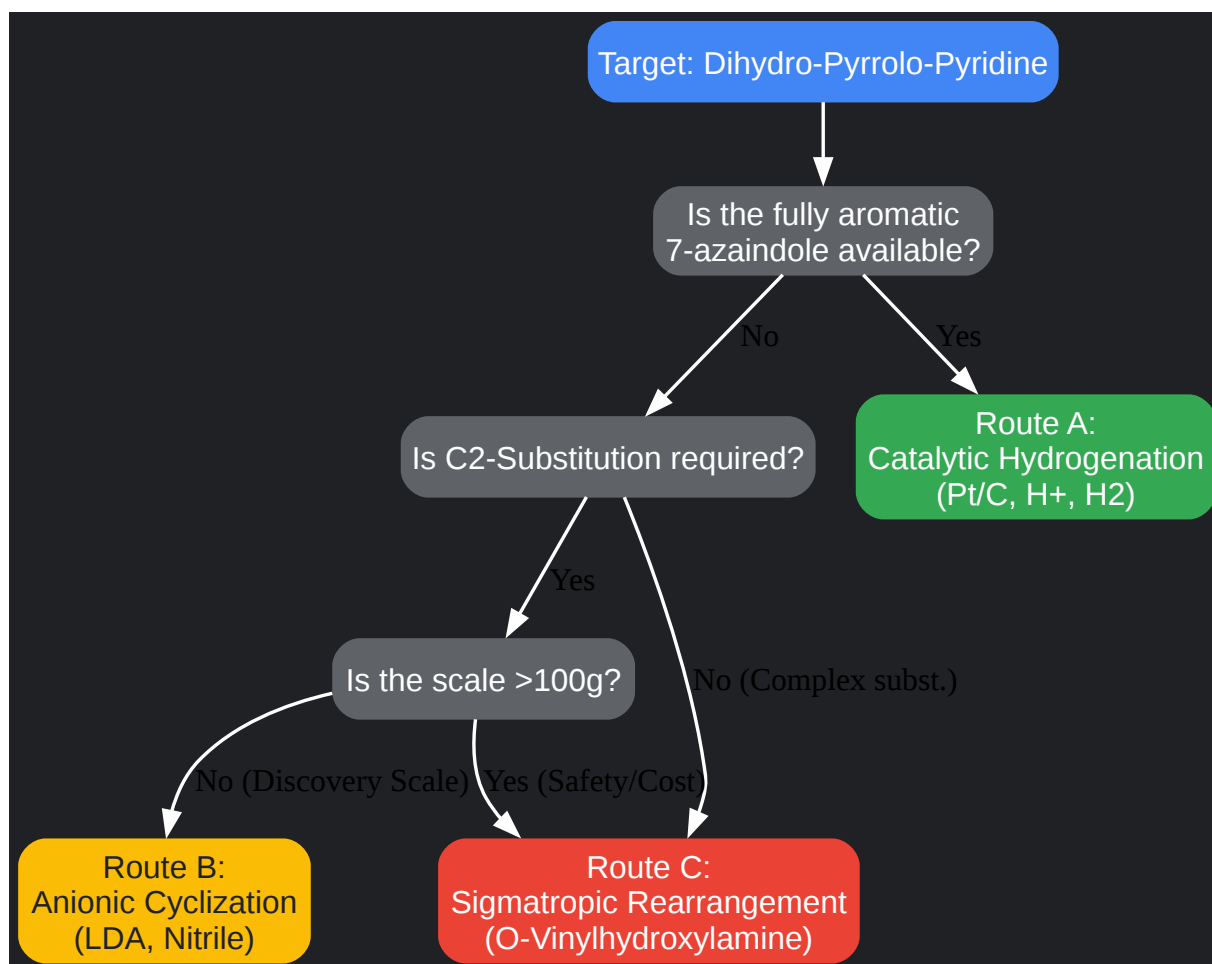 Target: Dihydro-Pyrrolo-Pyridine
Is the fully aromatic
7-azaindole available?
No
Yes
Is C2-Substitution required?
Route A:
Catalytic Hydrogenation
(Pt/C, H+, H2)
Yes
Is the scale >100g?
No (Complex subst.)
No (Discovery Scale)
Yes (Safety/Cost)
Route B:
Anionic Cyclization
(LDA, Nitrile)
Route C:
Sigmatropic Rearrangement
(O-Vinylhydroxylamine)